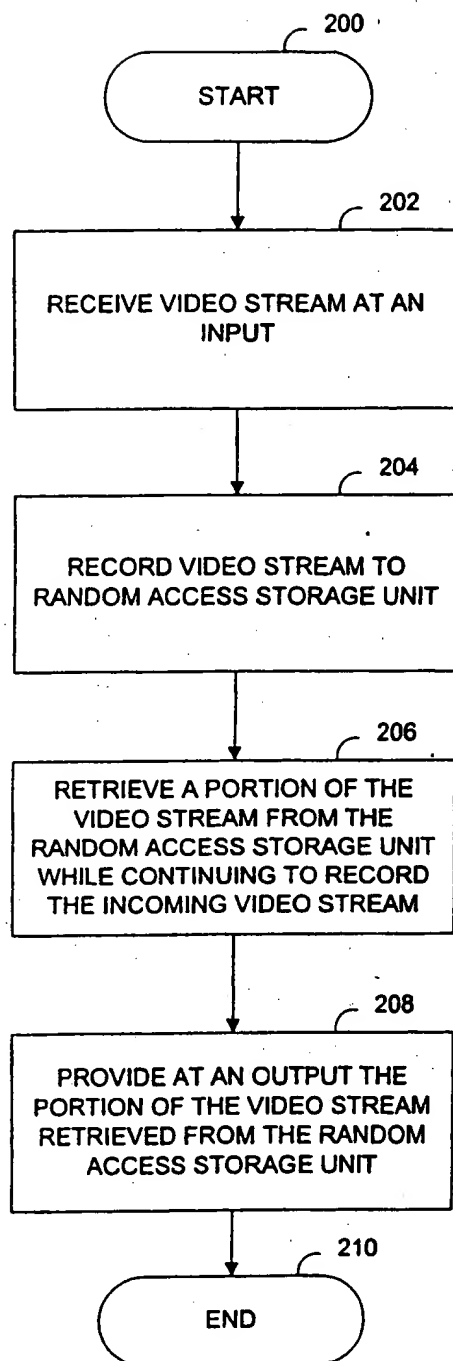 200
START
202
RECEIVE VIDEO STREAM AT AN
INPUT
204
RECORD VIDEO STREAM TO
RANDOM ACCESS STORAGE UNIT
206
RETRIEVE A PORTION OF THE
VIDEO STREAM FROM THE
RANDOM ACCESS STORAGE UNIT
WHILE CONTINUING TO RECORD
THE INCOMING VIDEO STREAM
208
PROVIDE AT AN OUTPUT THE
PORTION OF THE VIDEO STREAM
RETRIEVED FROM THE RANDOM
ACCESS STORAGE UNIT
210
END